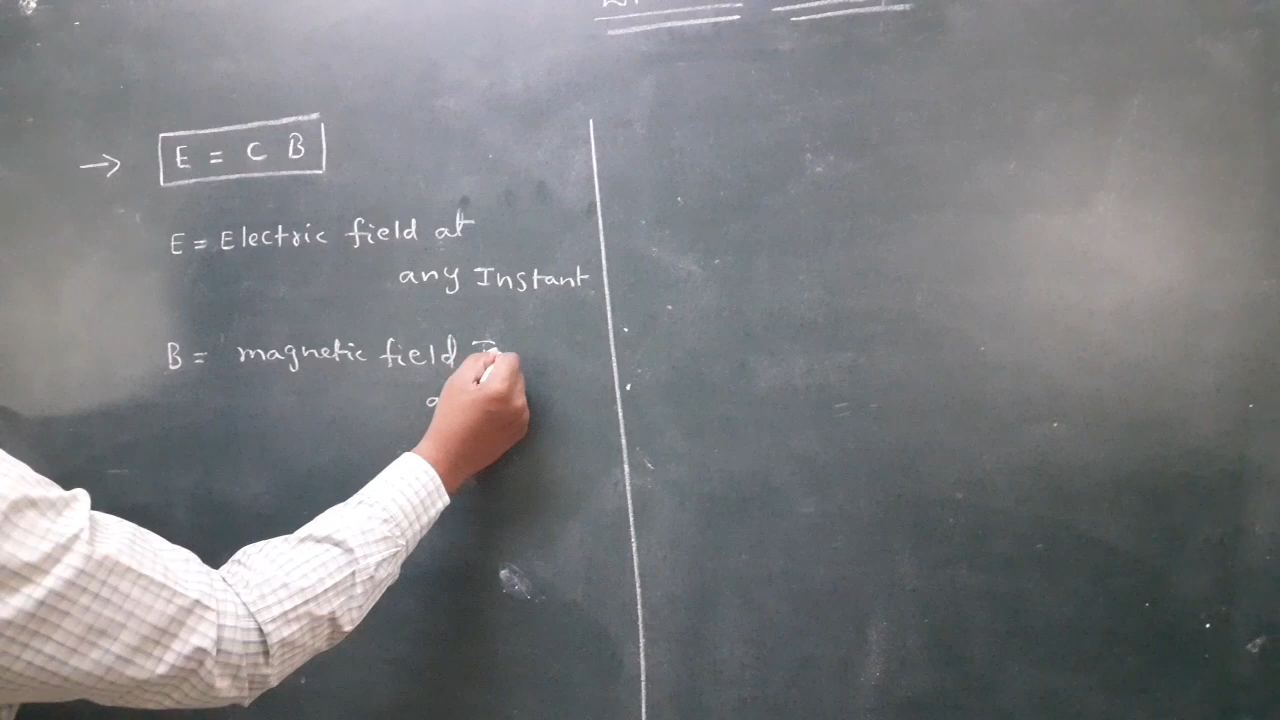 → E = C B
E = Electric field at
any Instant
B = magnetic field